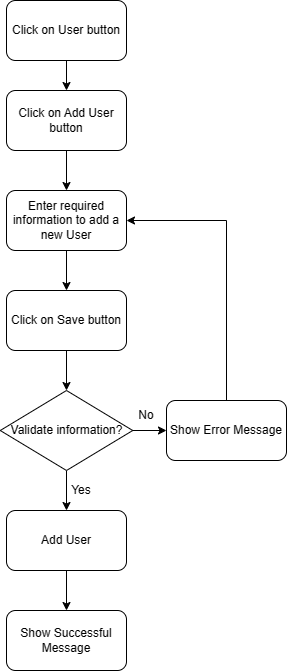 Click on User button
Click on Add User
button
Enter required
information to add a
new User
Click on Save button
Validate information?
No
Show Error Message
Yes
Add User
Show Successful
Message